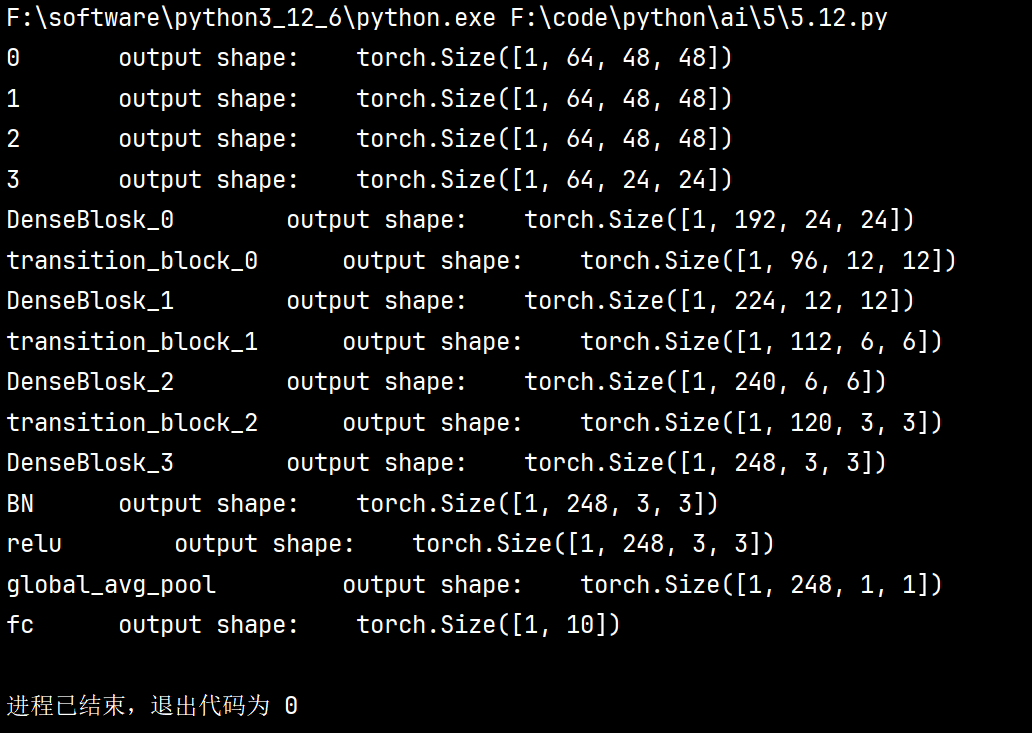 F:\software\python3_12_6\python.exe F:\code\python\ai\5\5.12.py
0	output shape:	torch.Size([1, 64, 48, 48])
1	output shape:	torch.Size([1, 64, 48, 48])
2	output shape:	torch.Size([1, 64, 48, 48])
3	output shape:	torch.Size([1, 64, 24, 24])
DenseBlosk_0	output shape:	torch.Size([1, 192, 24, 24])
transition_block_0	output shape:	torch.Size([1, 96, 12, 12])
DenseBlosk_1	output shape:	torch.Size([1, 224, 12, 12])
transition_block_1	output shape:	torch.Size([1, 112, 6, 6])
DenseBlosk_2	output shape:	torch.Size([1, 240, 6, 6])
transition_block_2	output shape:	torch.Size([1, 120, 3, 3])
DenseBlosk_3	output shape:	torch.Size([1, 248, 3, 3])
BN	output shape:	torch.Size([1, 248, 3, 3])
relu	output shape:	torch.Size([1, 248, 3, 3])
global_avg_pool	output shape:	torch.Size([1, 248, 1, 1])
fc	output shape:	torch.Size([1, 10])
进程已结束，退出代码为 0